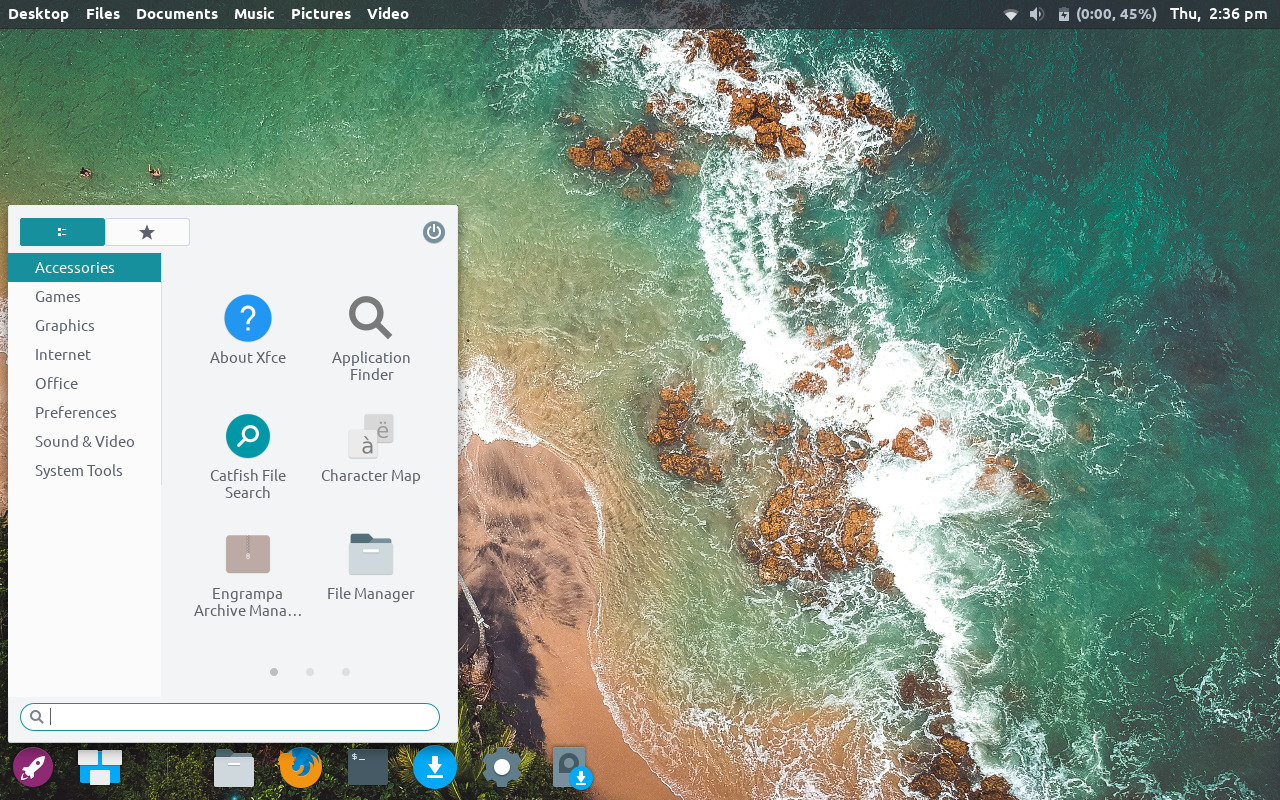 Desktop Files Documents Music Pictures Video (0:00, 45%) Thu, 2:36 pm
Accessories
Games
Graphics
Internet
Office
Preferences
Sound & Video
System Tools
About Xfce
Application
Finder
Catfish File
Search
Character Map
Engrampa
Archive Mana…
File Manager
$_